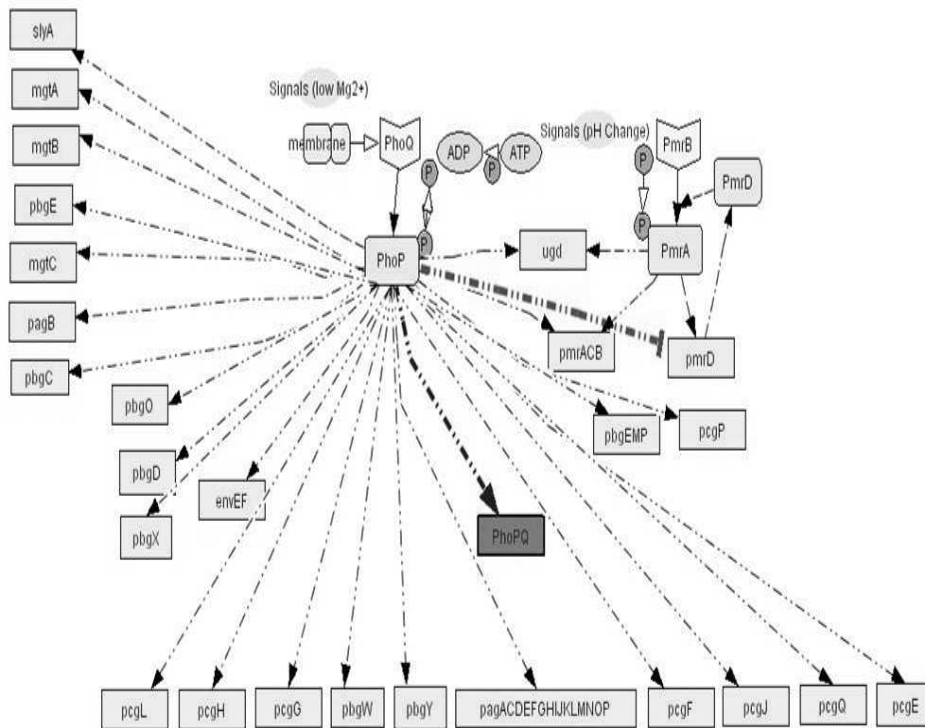 slyA
mgtA
Signals (low Mg2+)
mgtB
membrane
PhoQ
ADP
ATP
P
P
Signals (pH Change)
P
PmrB
PmrD
pbgE
P
P
mgtC
PhoP
ugd
PmrA
pagB
pmrACB
pmrD
pbgC
pbgO
pbgEMP
pcgP
pbgD
envEF
pbgX
PhoPQ
pcgL
pcgH
pcgG
pbgW
pbgY
pagACDEFGHIJKLMNOP
pcgF
pcgJ
pcgQ
pcgE